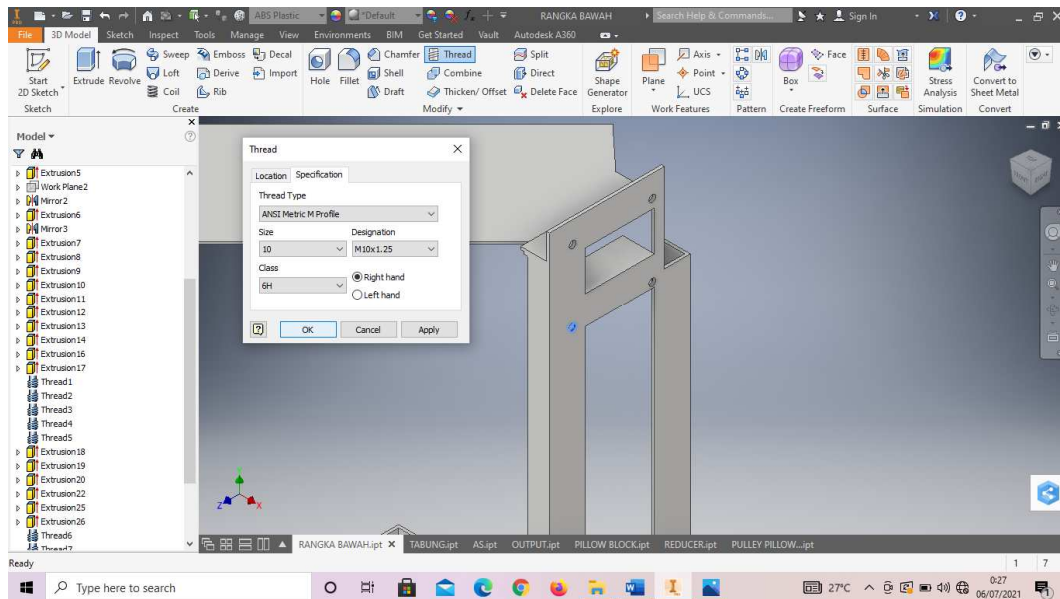 ABS Plastic
*Default
RANGKA BAWAH
Search Help & Commands...
Sign In
PRO
File 3D Model Sketch Inspect Tools Manage View Environments BIM Get Started Vault Autodesk A360
Start 2D Sketch
Extrude
Revolve
Sweep
Loft
Coil
Emboss
Derive
Rib
Decal
Import
Hole
Fillet
Chamfer
Shell
Draft
Thread
Combine
Thicken/ Offset
Split
Direct
Delete Face
Shape Generator
Plane
Axis
Point
UCS
Box
Face
Stress Analysis
Convert to Sheet Metal
Sketch Create Modify Explore Work Features Pattern Create Freeform Surface Simulation Convert
Model
Extrusion5
Work Plane2
Mirror2
Extrusion6
Mirror3
Extrusion7
Extrusion8
Extrusion9
Extrusion10
Extrusion11
Extrusion12
Extrusion13
Extrusion14
Extrusion16
Extrusion17
Thread1
Thread2
Thread3
Thread4
Thread5
Extrusion18
Extrusion19
Extrusion20
Extrusion22
Extrusion25
Extrusion26
Thread6
Thread7
Thread
Location Specification
Thread Type
ANSI Metric M Profile
Size Designation
10 M10x1.25
Class
6H
Right hand
Left hand
OK Cancel Apply
Z X
RANGKA BAWAH.ipt TABUNG.ipt AS.ipt OUTPUT.ipt PILLOW BLOCK.ipt REDUCER.ipt PULLEY PILLOW...ipt
Ready
1 7
Type here to search
27°C
0:27
06/07/2021